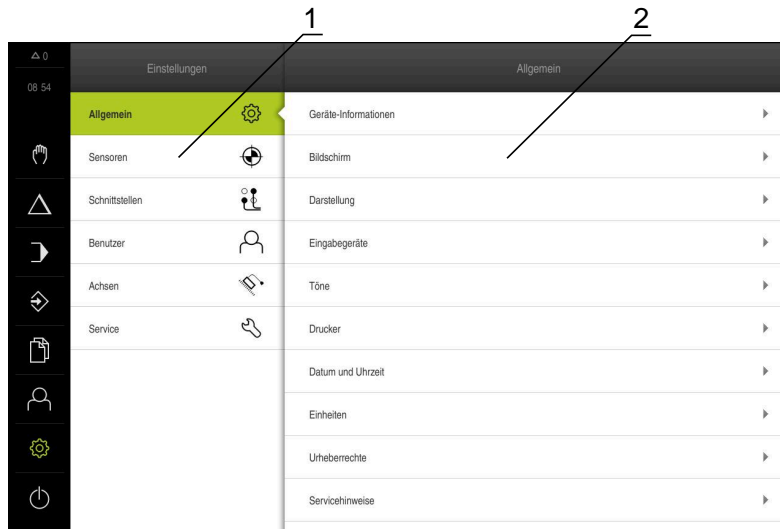 1
2
0
08 54
Einstellungen
Allgemein
Allgemein
Sensoren
Schnittstellen
Benutzer
Achsen
Service
Geräte-Informationen
Bildschirm
Darstellung
Eingabegeräte
Töne
Drucker
Datum und Uhrzeit
Einheiten
Urheberrechte
Servicehinweise